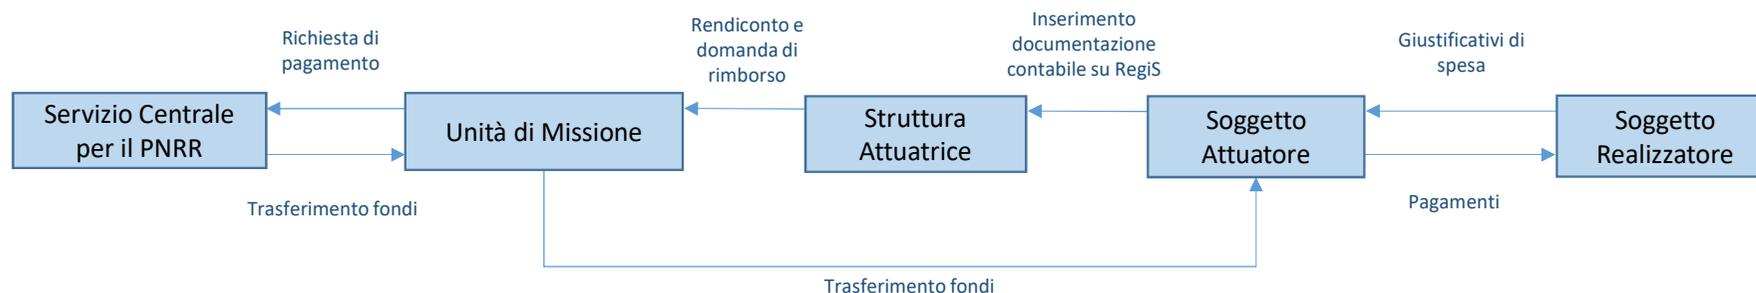 Richiesta di
pagamento
Rendiconto e
domanda di
rimborso
Inserimento
documentazione
contabile su RegiS
Giustificativi di
spesa
Servizio Centrale
per il PNRR
Unità di Missione
Struttura
Attuatrice
Soggetto
Attuatore
Soggetto
Realizzatore
Trasferimento fondi
Pagamenti
Trasferimento fondi